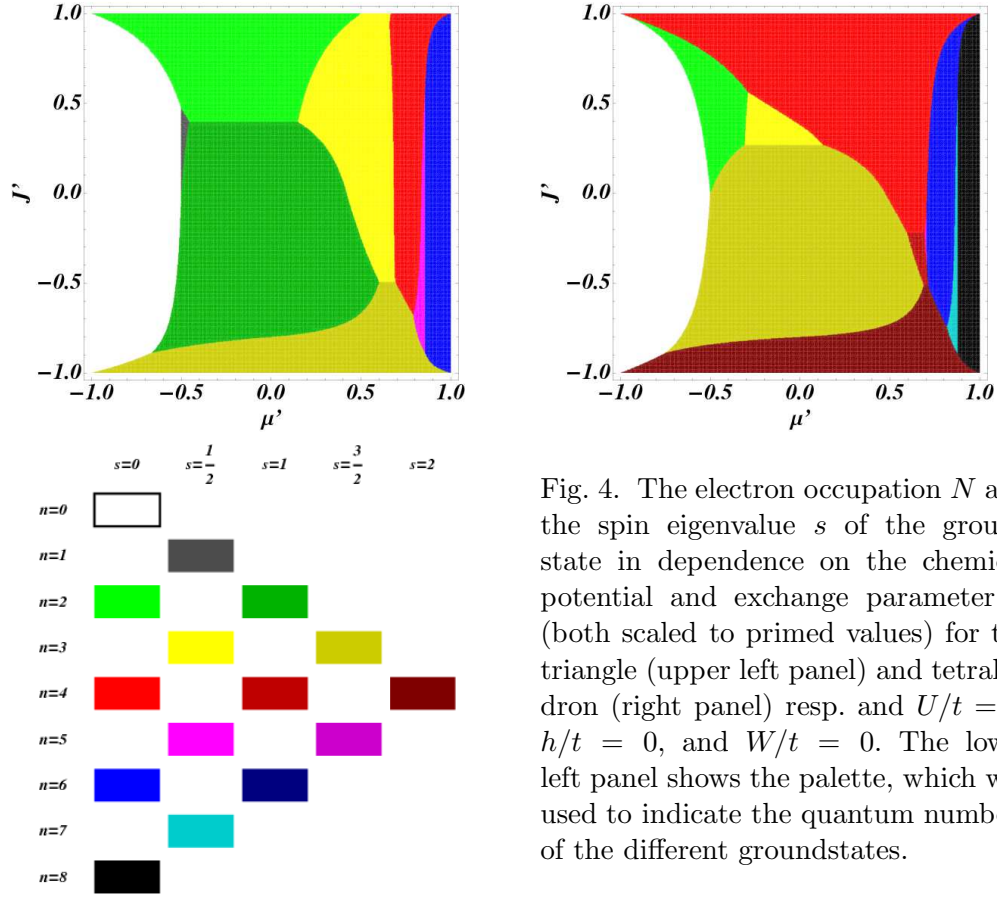 1.0
0.5
0.0
−0.5
−1.0
J'
−1.0 −0.5 0.0 0.5 1.0
μ'
1.0
0.5
0.0
−0.5
−1.0
J'
−1.0 −0.5 0.0 0.5 1.0
μ'
s=0 s=1/2 s=1 s=3/2 s=2
n=0
n=1
n=2
n=3
n=4
n=5
n=6
n=7
n=8
Fig. 4. The electron occupation N a
the spin eigenvalue s of the groun
state in dependence on the chemic
potential and exchange parameter
(both scaled to primed values) for t
triangle (upper left panel) and tetral
dron (right panel) resp. and U/t =
h/t = 0, and W/t = 0. The low
left panel shows the palette, which w
used to indicate the quantum numbe
of the different groundstates.